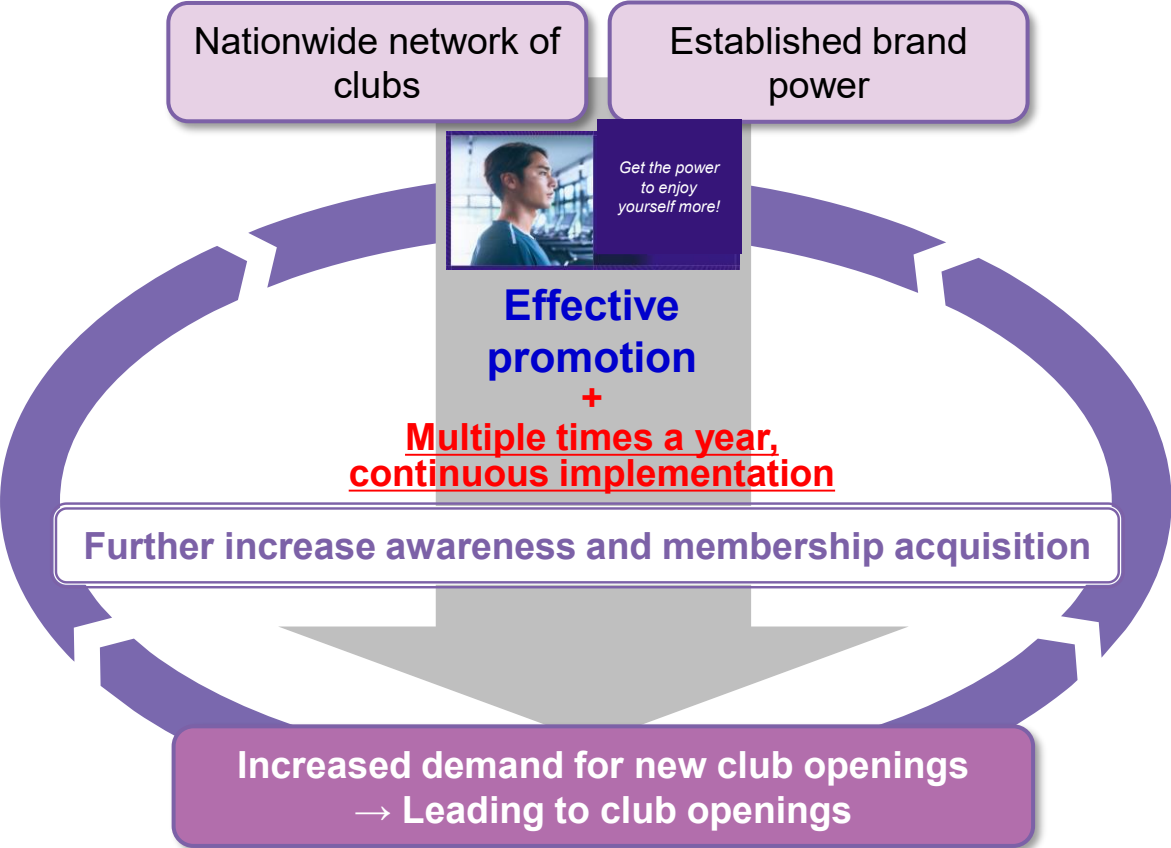 Nationwide network of
clubs
Established brand
power
Get the power
to enjoy
yourself more!
Effective
promotion
+
Multiple times a year,
continuous implementation
Further increase awareness and membership acquisition
Increased demand for new club openings
→ Leading to club openings